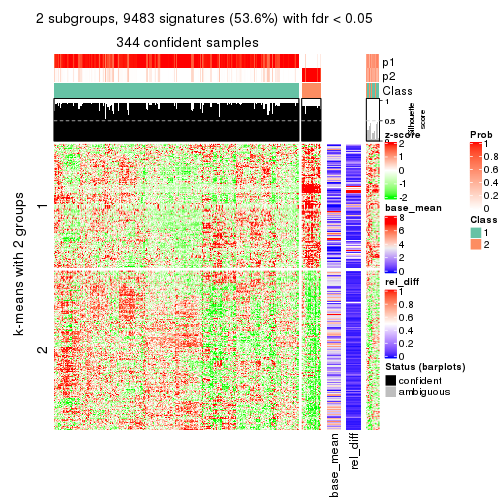 2 subgroups, 9483 signatures (53.6%) with fdr < 0.05
344 confident samples
p1
p2
Class
1
0.5
0
Silhouette
score
k-means with 2 groups
1
2
base_mean
rel_diff
z-score
2
1
0
-1
-2
base_mean
8
6
4
2
0
rel_diff
1
0.8
0.6
0.4
0.2
0
Status (barplots)
confident
ambiguous
Prob
1
0.8
0.6
0.4
0.2
0
Class
1
2